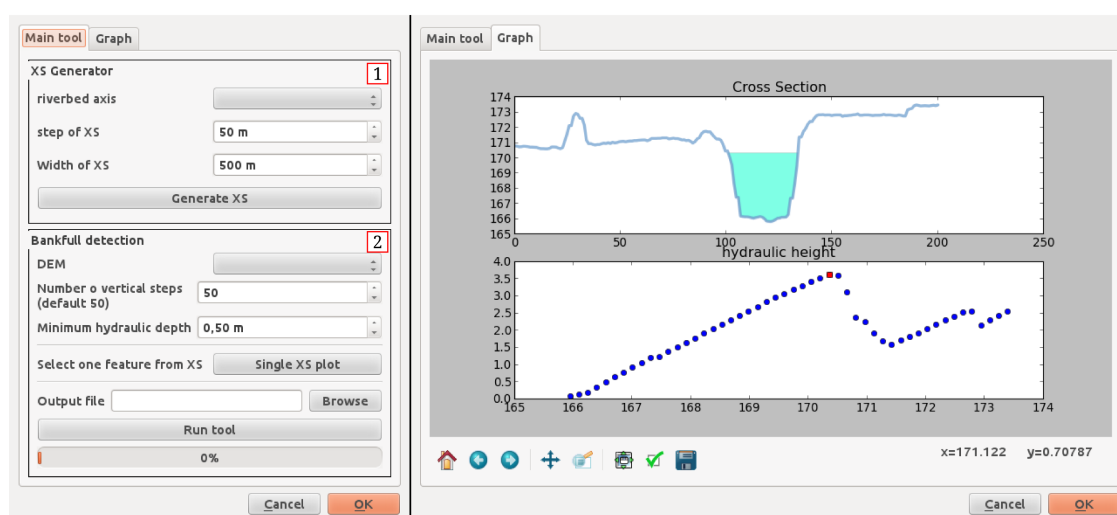 Main tool Graph
XS Generator
1
riverbed axis
step of XS 50 m
Width of XS 500 m
Generate XS
Bankfull detection
2
DEM
Number o vertical steps
(default 50)
50
Minimum hydraulic depth 0,50 m
Select one feature from XS Single XS plot
Output file Browse
Run tool
0%
Cancel OK
Main tool Graph
Cross Section
174
173
172
171
170
169
168
167
166
165
0 50 100 150 200 250
hydraulic height
4.0
3.5
3.0
2.5
2.0
1.5
1.0
0.5
0.0
165 166 167 168 169 170 171 172 173 174
x=171.122 y=0.70787
Cancel OK